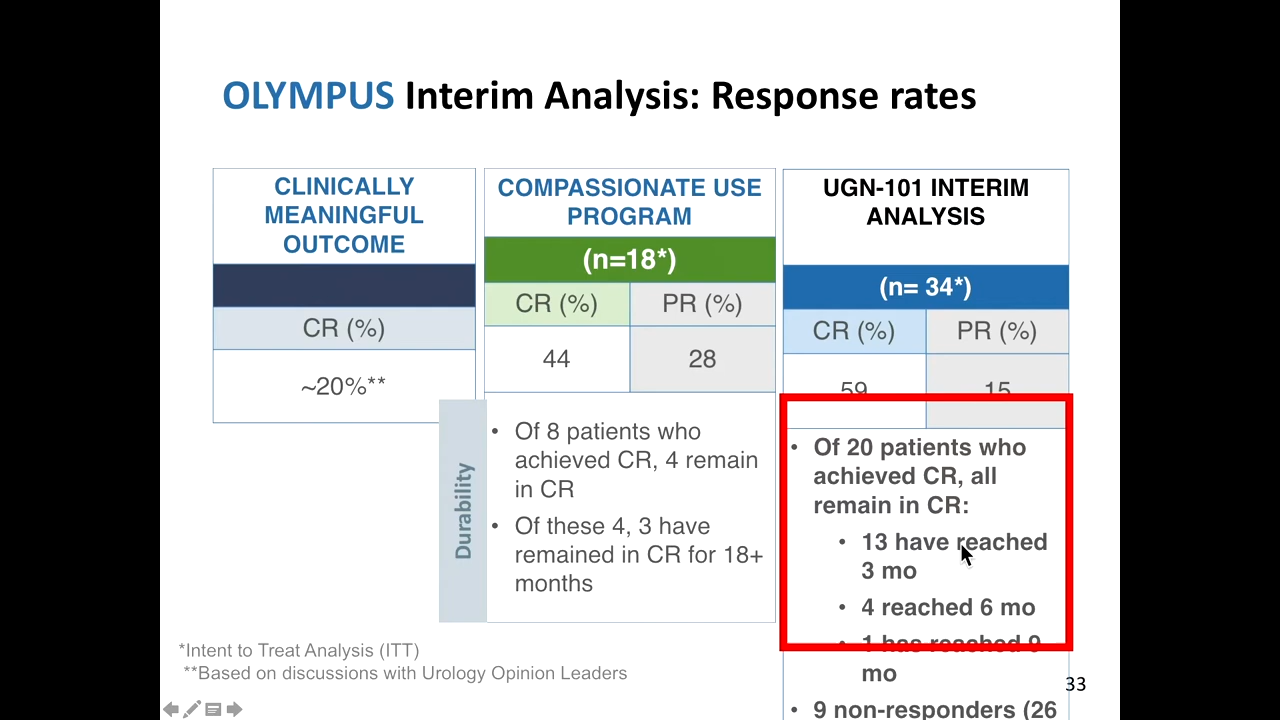 OLYMPUS Interim Analysis: Response rates
CLINICALLY
MEANINGFUL
OUTCOME
CR (%)
~20%**
COMPASSIONATE USE
PROGRAM
(n=18*)
CR (%) PR (%)
44 28
Durability
• Of 8 patients who
achieved CR, 4 remain
in CR
• Of these 4, 3 have
remained in CR for 18+
months
UGN-101 INTERIM
ANALYSIS
(n= 34*)
CR (%) PR (%)
59 15
• Of 20 patients who
achieved CR, all
remain in CR:
• 13 have reached
3 mo
• 4 reached 6 mo
• 1 has reached 9
mo
• 9 non-responders (26
*Intent to Treat Analysis (ITT)
**Based on discussions with Urology Opinion Leaders
33